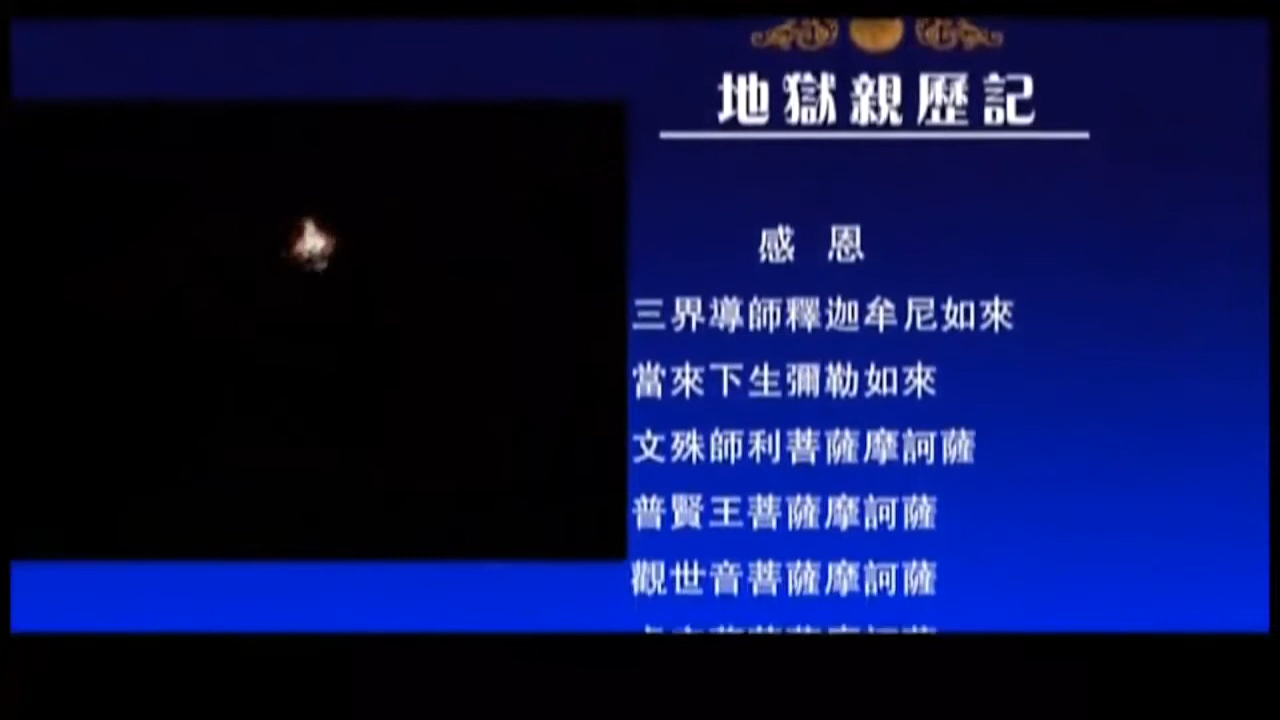 地獄親歷記
感 恩
三界導師釋迦牟尼如來
當來下生彌勒如來
文殊師利菩薩摩訶薩
普賢王菩薩摩訶薩
觀世音菩薩摩訶薩